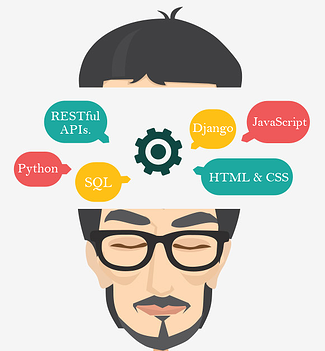 RESTful
APIs.
Django
JavaScript
Python
SQL
HTML & CSS